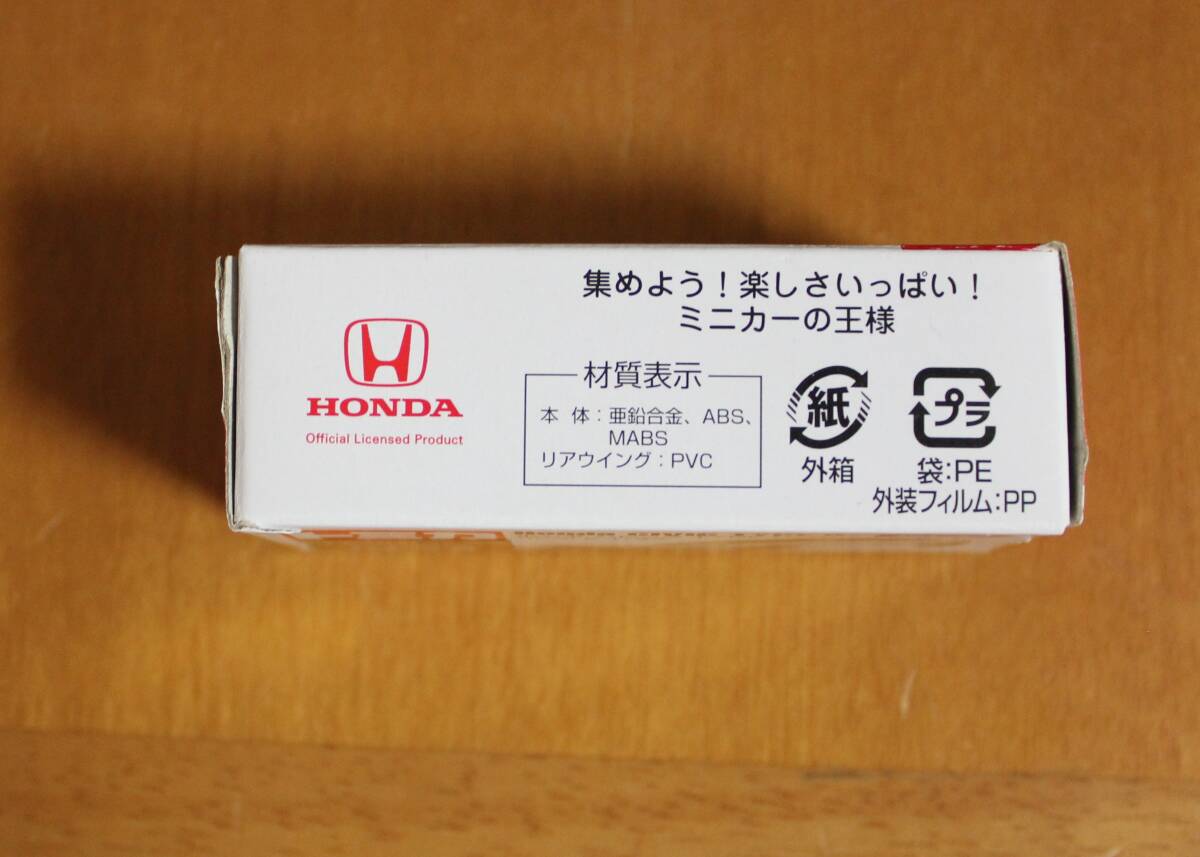 集めよう！楽しさいっぱい！
ミニカーの王様
HONDA
Official Licensed Product
材質表示
本 体：亜鉛合金、ABS、
MABS
リアウイング：PVC
紙
外箱
プラ
袋:PE
外装フィルム:PP